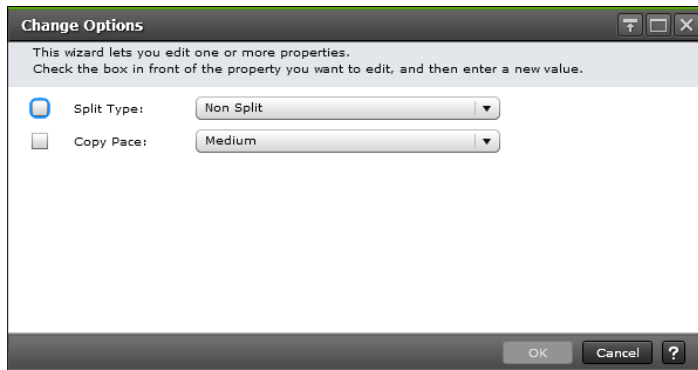 Change Options
This wizard lets you edit one or more properties.
Check the box in front of the property you want to edit, and then enter a new value.
Split Type: Non Split
Copy Pace: Medium
OK Cancel ?